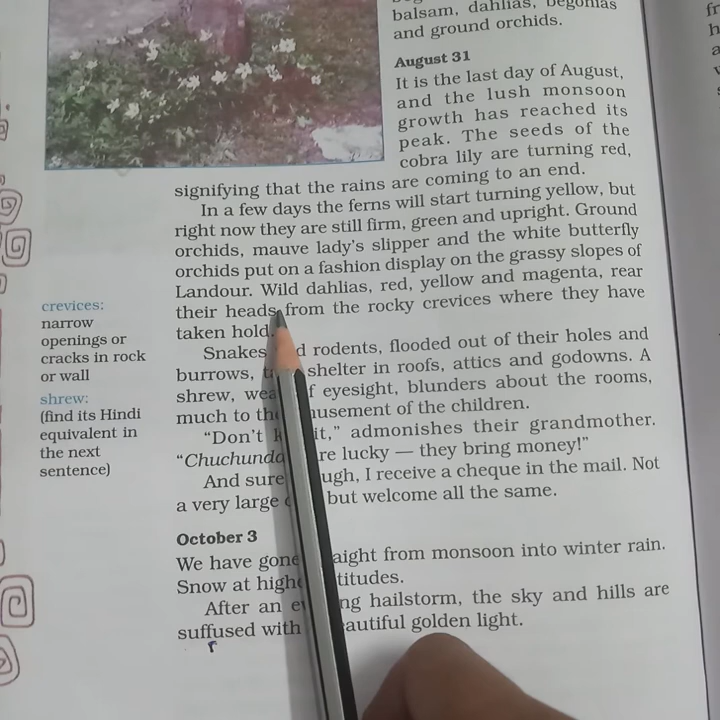 balsam, dahlias, begonias
and ground orchids.
August 31
It is the last day of August,
and the lush monsoon
growth has reached its
peak. The seeds of the
cobra lily are turning red,
signifying that the rains are coming to an end.
In a few days the ferns will start turning yellow, but
right now they are still firm, green and upright. Ground
orchids, mauve lady's slipper and the white butterfly
orchids put on a fashion display on the grassy slopes of
Landour. Wild dahlias, red, yellow and magenta, rear
their heads from the rocky crevices where they have
taken hold.
Snakes rodents, flooded out of their holes and
burrows, shelter in roofs, attics and godowns. A
shrew, eyesight, blunders about the rooms,
much to the amusement of the children.
"Don't it," admonishes their grandmother.
"Chuchunda are lucky — they bring money!"
And sure enough, I receive a cheque in the mail. Not
a very large but welcome all the same.
crevices:
narrow
openings or
cracks in rock
or wall
shrew:
(find its Hindi
equivalent in
the next
sentence)
October 3
We have gone straight from monsoon into winter rain.
Snow at higher altitudes.
After an evening hailstorm, the sky and hills are
suffused with beautiful golden light.